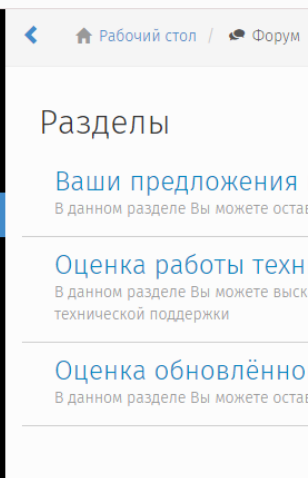 Рабочий стол / Форум
Разделы
Ваши предложения
В данном разделе Вы можете остав
Оценка работы техн
В данном разделе Вы можете выск
технической поддержки
Оценка обновлённо
В данном разделе Вы можете остав